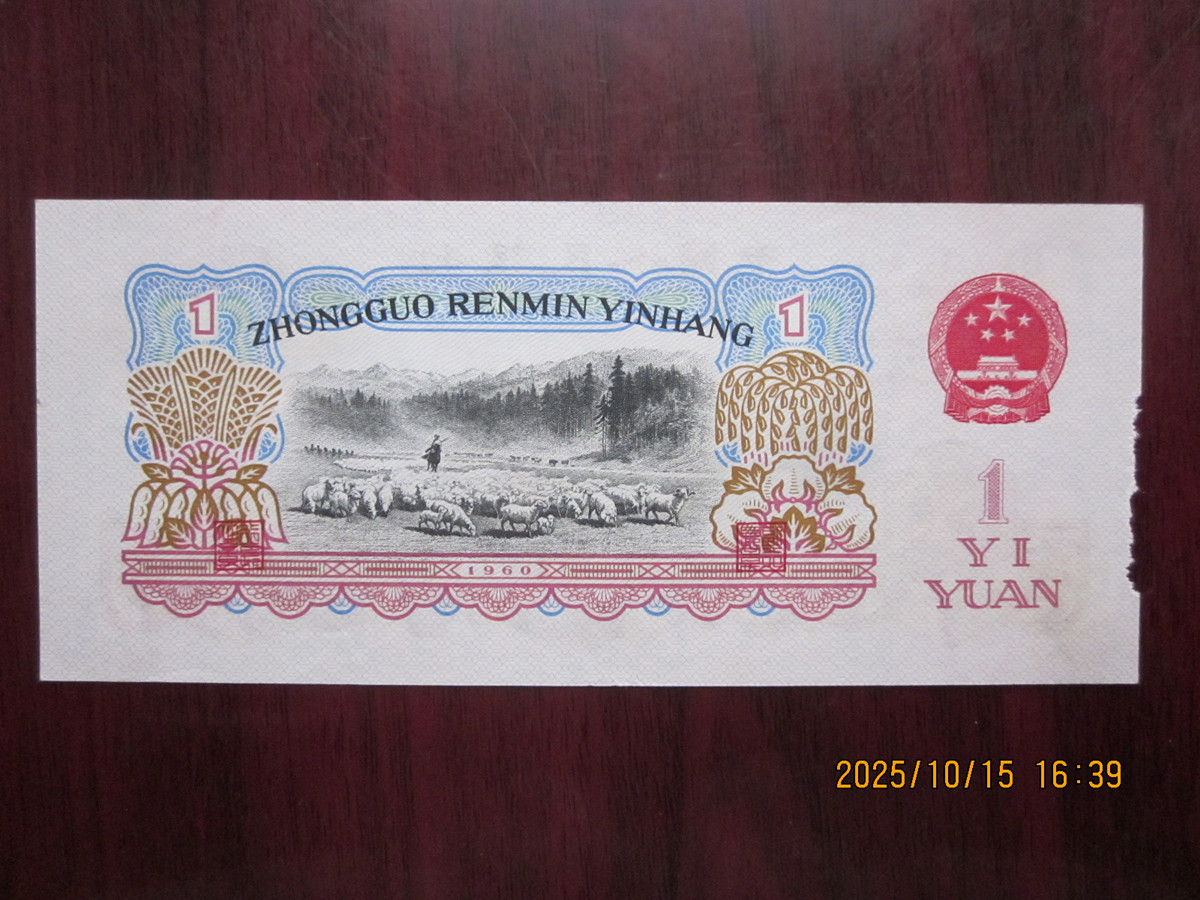 1
ZHONGGUO RENMIN YINHANG
1
1960
1
YI
YUAN
2025/10/15 16:39